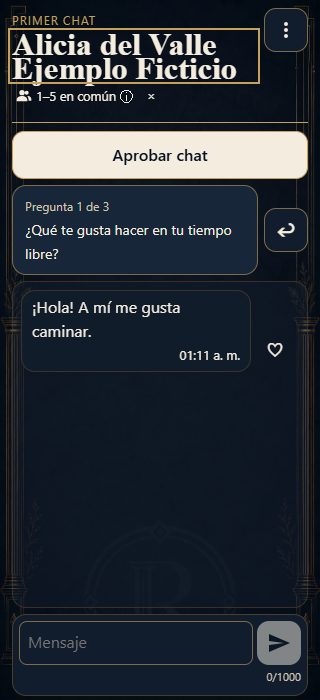 PRIMER CHAT
Alicia del Valle
Ejemplo Ficticio
1–5 en común
Aprobar chat
Pregunta 1 de 3
¿Qué te gusta hacer en tu tiempo
libre?
¡Hola! A mí me gusta
caminar.
01:11 a. m.
Mensaje
0/1000